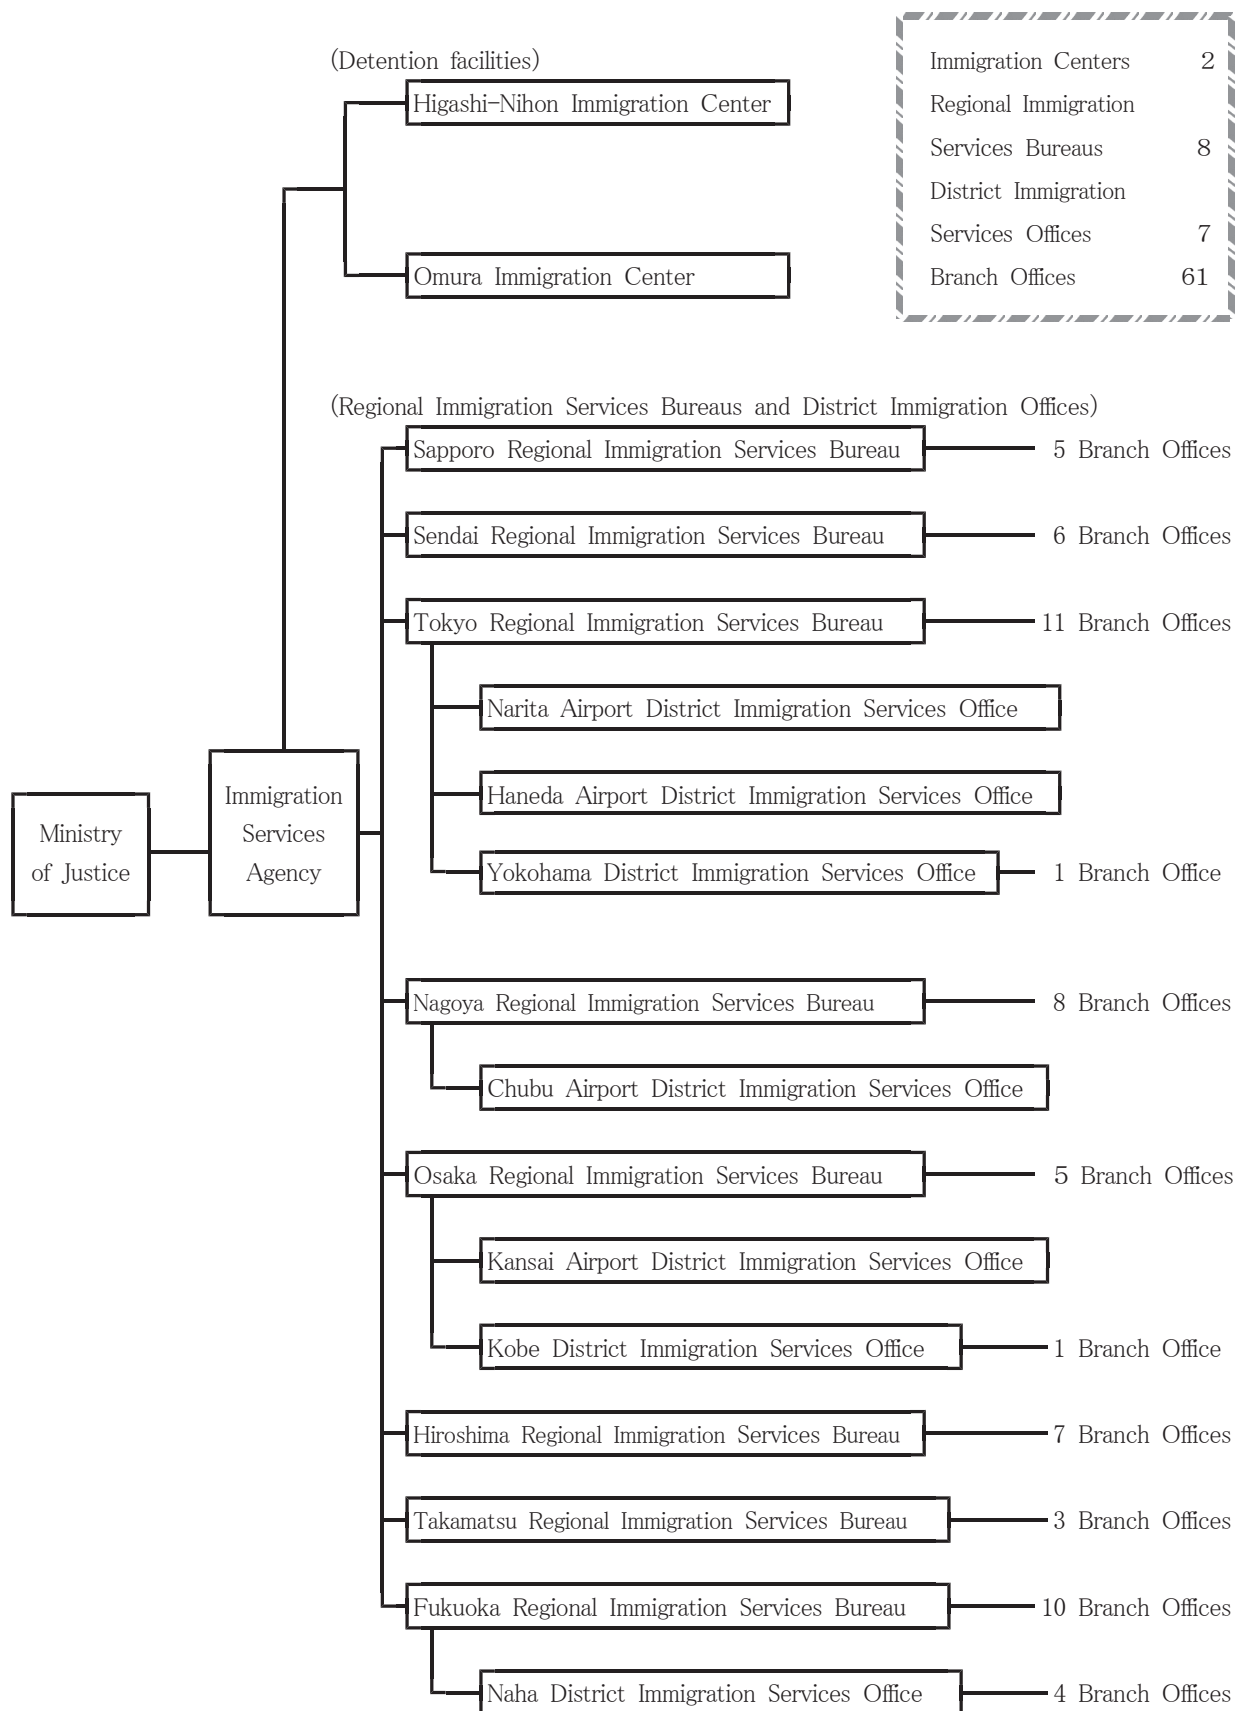 (Detention facilities)
Higashi-Nihon Immigration Center
Omura Immigration Center
Immigration Centers 2
Regional Immigration
Services Bureaus 8
District Immigration
Services Offices 7
Branch Offices 61
(Regional Immigration Services Bureaus and District Immigration Offices)
Sapporo Regional Immigration Services Bureau 5 Branch Offices
Sendai Regional Immigration Services Bureau 6 Branch Offices
Tokyo Regional Immigration Services Bureau 11 Branch Offices
Narita Airport District Immigration Services Office
Haneda Airport District Immigration Services Office
Yokohama District Immigration Services Office 1 Branch Office
Ministry
of Justice
Immigration
Services
Agency
Nagoya Regional Immigration Services Bureau 8 Branch Offices
Chubu Airport District Immigration Services Office
Osaka Regional Immigration Services Bureau 5 Branch Offices
Kansai Airport District Immigration Services Office
Kobe District Immigration Services Office 1 Branch Office
Hiroshima Regional Immigration Services Bureau 7 Branch Offices
Takamatsu Regional Immigration Services Bureau 3 Branch Offices
Fukuoka Regional Immigration Services Bureau 10 Branch Offices
Naha District Immigration Services Office 4 Branch Offices